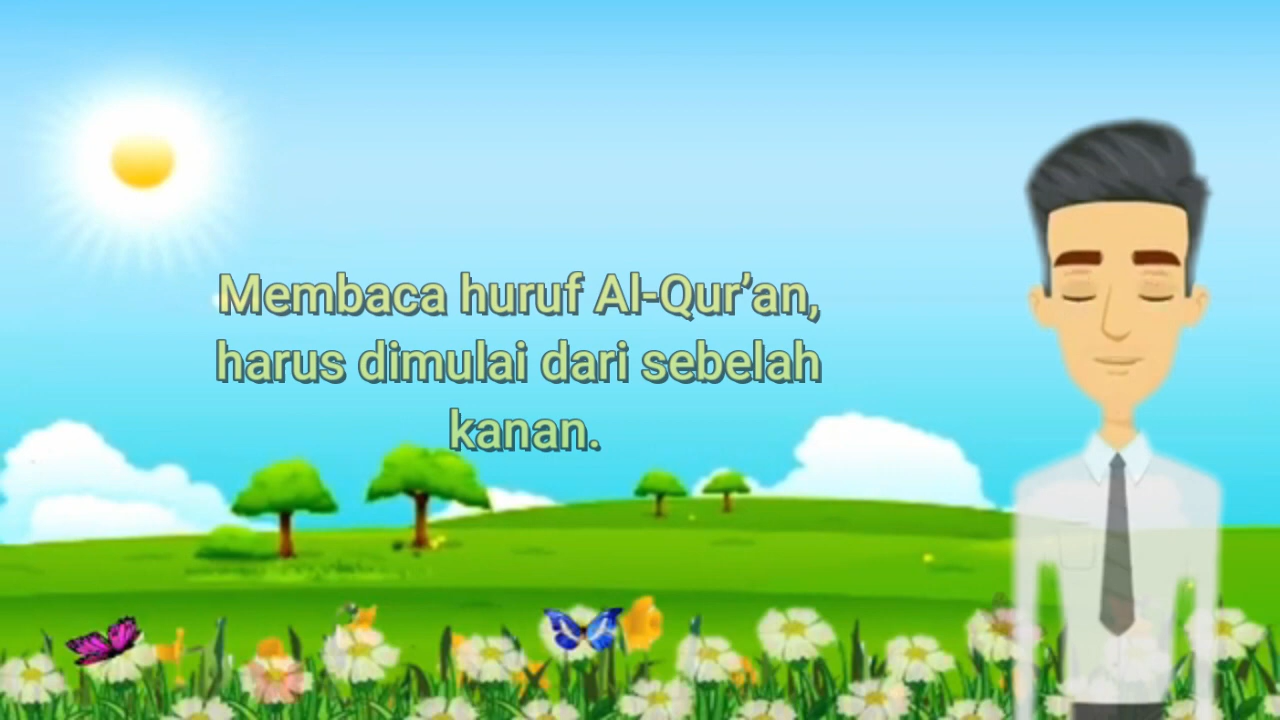 Membaca huruf Al-Qur’an,
harus dimulai dari sebelah
kanan.